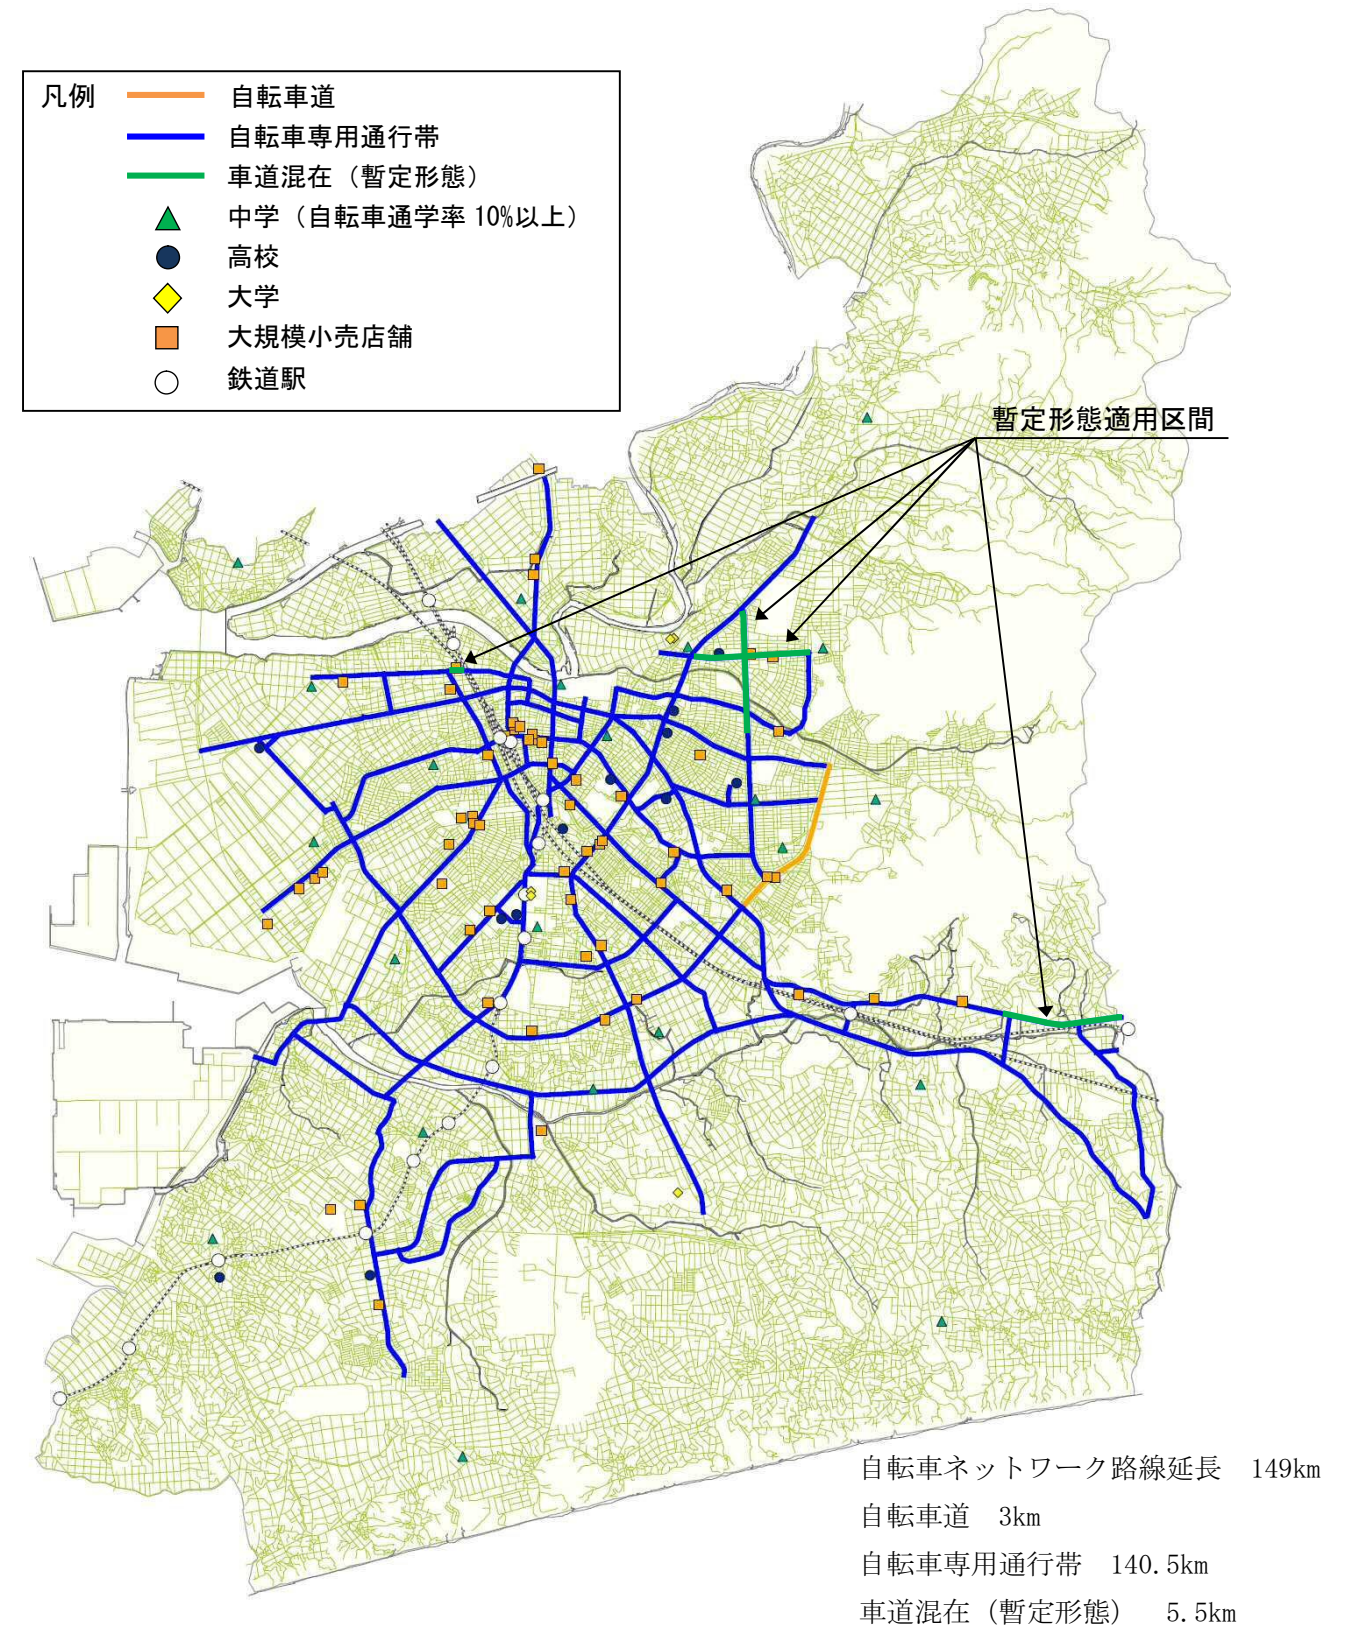 凡例 自転車道
自転車専用通行帯
車道混在（暫定形態）
中学（自転車通学率 10%以上）
高校
大学
大規模小売店舗
鉄道駅
暫定形態適用区間
自転車ネットワーク路線延長　149km
自転車道　3km
自転車専用通行帯　140.5km
車道混在（暫定形態）　5.5km